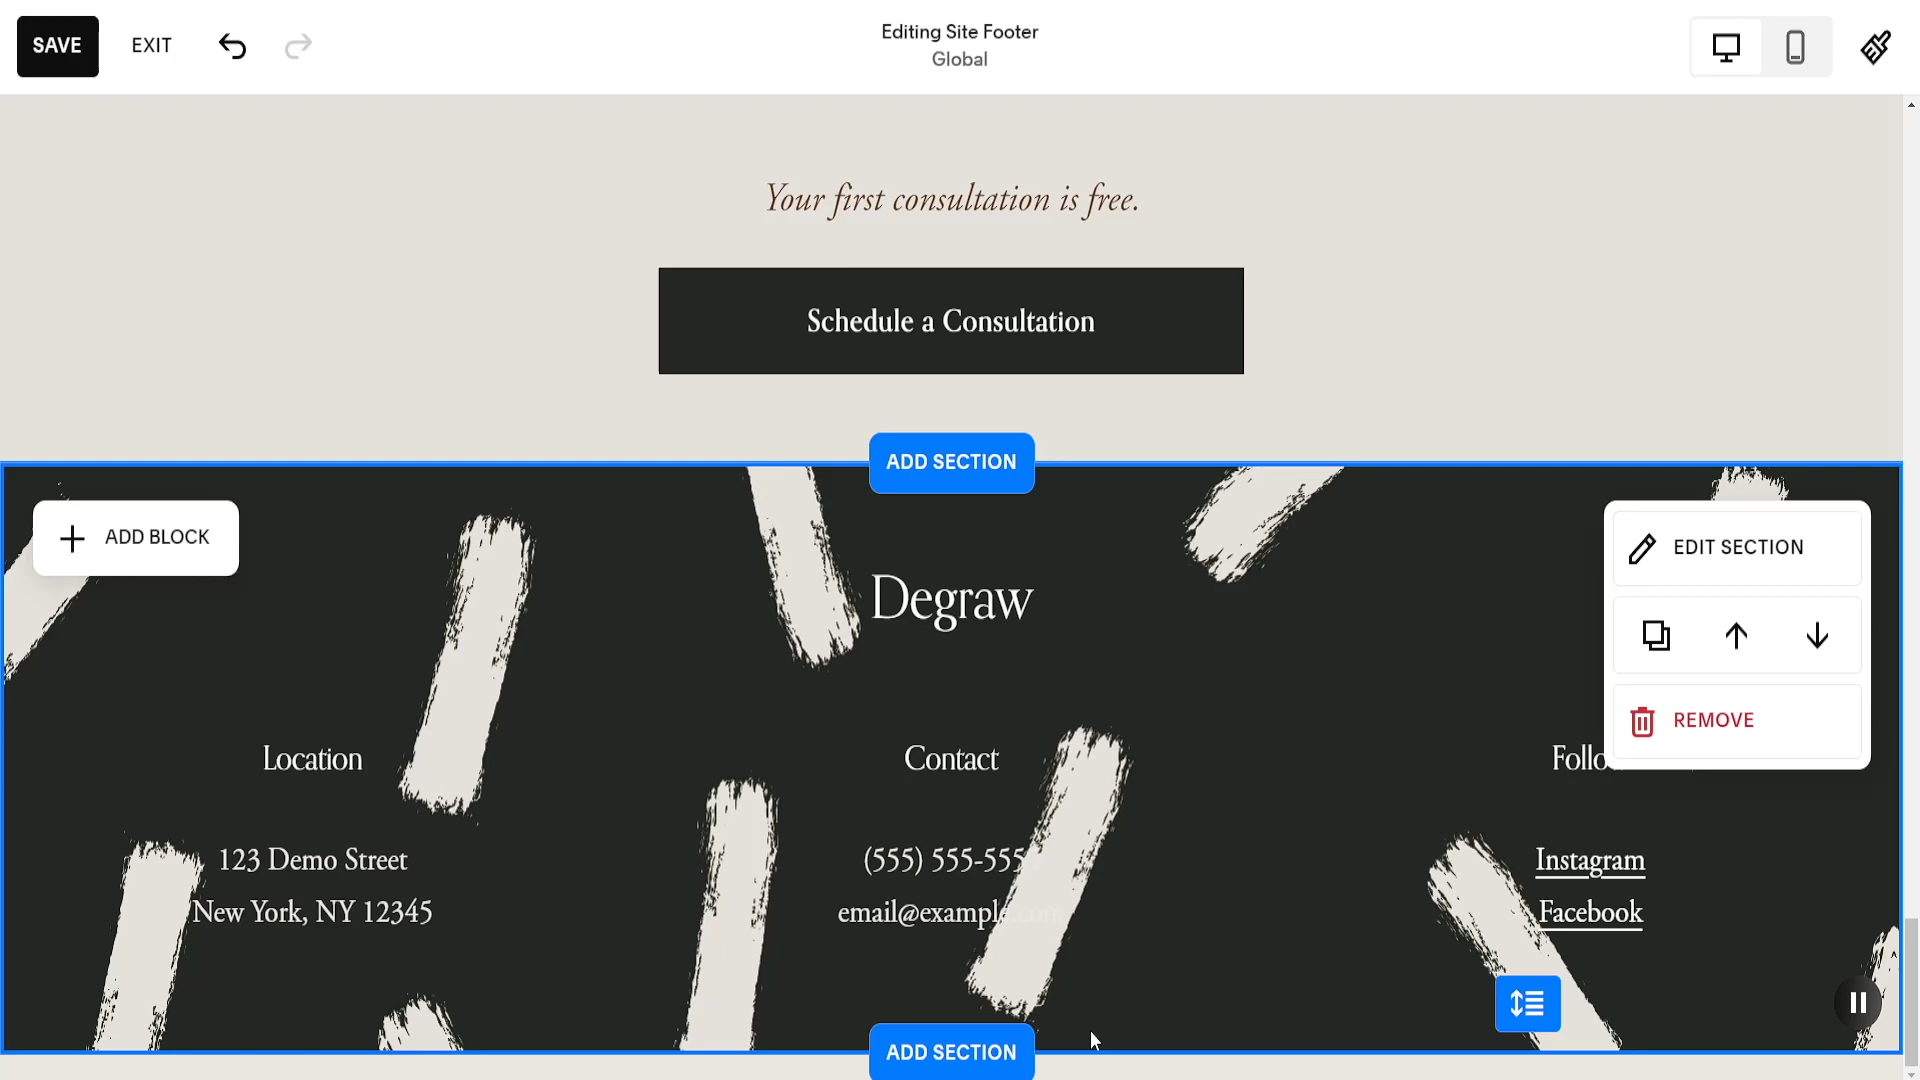 SAVE EXIT
Editing Site Footer
Global
Your first consultation is free.
Schedule a Consultation
ADD SECTION
ADD BLOCK
EDIT SECTION
Degraw
REMOVE
Location
Contact
Follo
123 Demo Street
New York, NY 12345
(555) 555-555
email@example.com
Instagram
Facebook
ADD SECTION